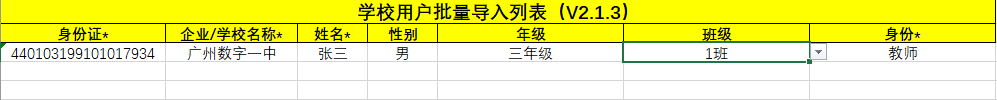 学校用户批量导入列表（V2.1.3）
身份证* 企业/学校名称* 姓名* 性别 年级 班级 身份*
440103199101017934 广州数字一中 张三 男 三年级 1班 教师